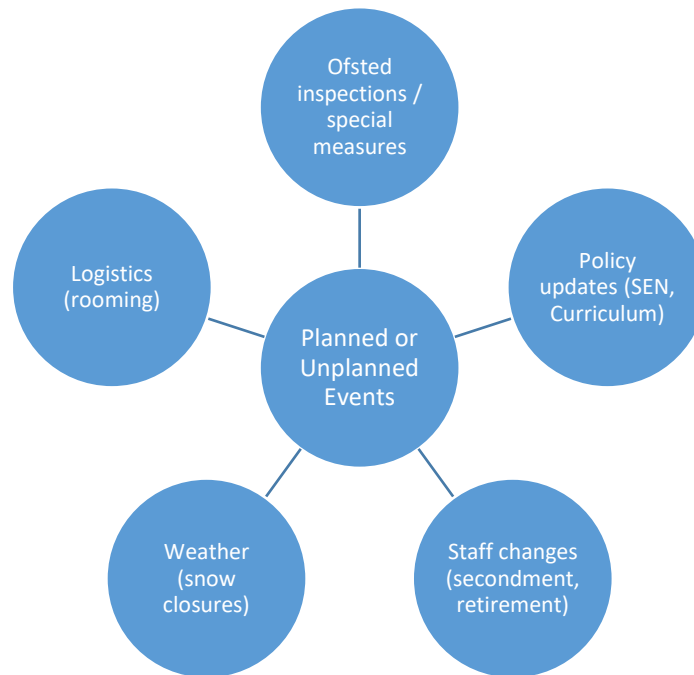 Ofsted
inspections /
special
measures
Policy
updates (SEN,
Curriculum)
Staff changes
(secondment,
retirement)
Weather
(snow
closures)
Logistics
(rooming)
Planned or
Unplanned
Events